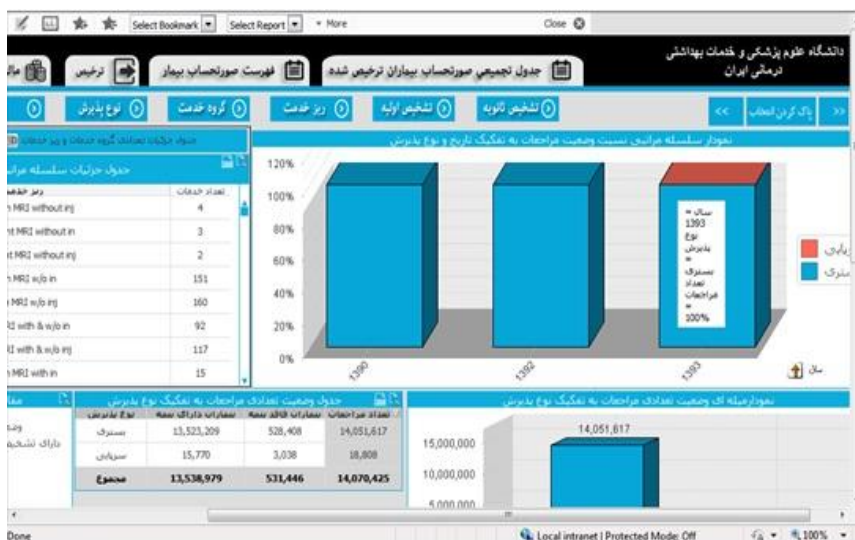 Select Bookmark
Select Report
More
Close
دانشگاه علوم پزشکی و خدمات بهداشتی
درمانی ایران
جدول تجمیعی صورتحساب بیماران ترخیص شده
فهرست صورتحساب بیمار
ترخیص
>>
پاک کردن انتخاب
<<
تشخیص ثانویه
تشخیص اولیه
ریز خدمت
گروه خدمت
نوع پذیرش
نمودار سلسله مراتبی نسبت وضعیت مراجعات به تفکیک تاریخ و نوع پذیرش
جدول جزئیات تعدادی گروه خدمات و ریز خدمات
جدول جزئیات سلسله
تعداد خدمات
MRI without inj
4
MRI without in
3
MRI without inj
2
MRI w/o in
151
MRI w/o inj
160
with & w/o in
92
with & w/o inj
117
MRI with in
15
120%
100%
80%
60%
40%
20%
0%
1390
1392
1393
سال =
1393
نوع
پذیرش
=
بستری
تعداد
مراجعات
=
100%
سال
جدول وضعیت تعدادی مراجعات به تفکیک نوع پذیرش
تعداد مراجعات
بیماران فاقد بیمه
بیماران دارای بیمه
نوع پذیرش
14,051,617
528,408
13,523,209
بستری
18,808
3,038
15,770
سرپایی
14,070,425
531,446
13,538,979
مجموع
نمودارمیله ای وضعیت تعدادی مراجعات به تفکیک نوع پذیرش
14,051,617
15,000,000
10,000,000
5,000,000
Done
Local intranet | Protected Mode: Off
100%